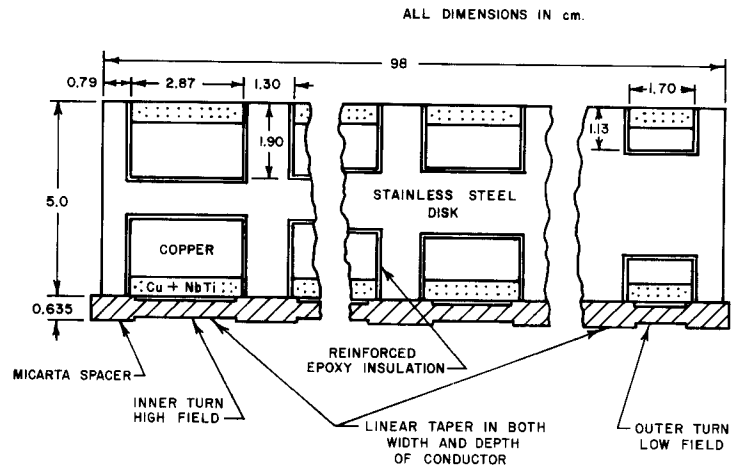 ALL DIMENSIONS IN cm.
98
0.79
2.87
1.30
1.70
1.90
1.13
5.0
STAINLESS STEEL
DISK
COPPER
Cu + NbTi
0.635
REINFORCED
EPOXY INSULATION
MICARTA SPACER
INNER TURN
HIGH FIELD
LINEAR TAPER IN BOTH
WIDTH AND DEPTH
OF CONDUCTOR
OUTER TURN
LOW FIELD